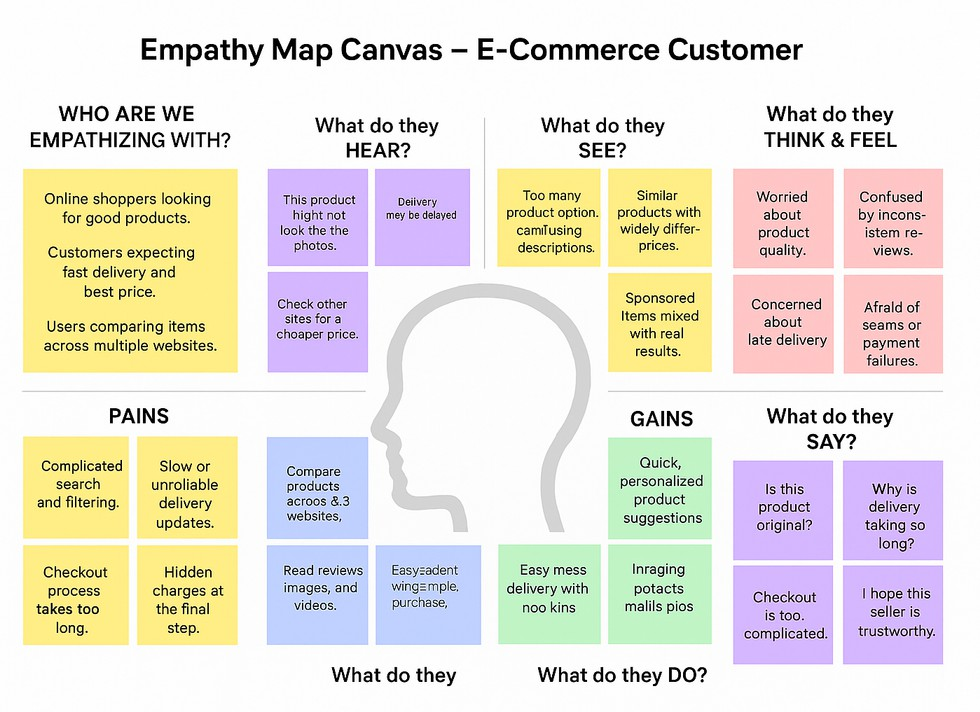 Empathy Map Canvas – E-Commerce Customer
WHO ARE WE
EMPATHIZING WITH?
Online shoppers looking
for good products.
Customers expecting
fast delivery and
best price.
Users comparing items
across multiple websites.
What do they
HEAR?
This product
hight not
look the the
photos.
Delivery
mey be delayed
Check other
sites for a
choaper price.
What do they
SEE?
Too many
product option.
descriptions.
Similar
products with
widely differ-
prices.
Sponsored
Items mixed
with real
results.
What do they
THINK & FEEL
Worried
about
product
quality.
Confused
by incons-
istem re-
views.
Concerned
about
late delivery
Afrald of
seams or
payment
failures.
PAINS
Complicated
search
and filtering.
Slow or
unroliable
delivery
updates.
Checkout
process
takes too
long.
Hidden
charges at
the final
step.
Compare
products
acroos &.3
websites,
Read reviews
images, and
videos.
purchase,
What do they
GAINS
Quick,
personalized
product
suggestions
Easy mess
delivery with
noo kins
Inraging
potacts
malils pios
What do they DO?
What do they
SAY?
Is this
product
original?
Why is
delivery
taking so
long?
Checkout
is too.
complicated.
I hope this
seller is
trustworthy.